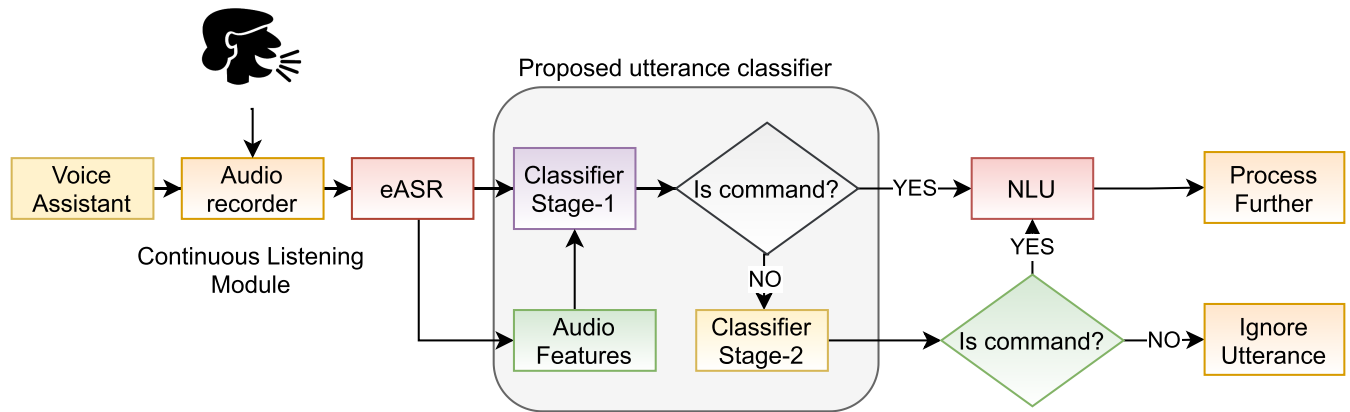 Proposed utterance classifier
Voice
Assistant
Audio
recorder
eASR
Classifier
Stage-1
Is command?
YES
NLU
Process
Further
Continuous Listening
Module
YES
NO
Audio
Features
Classifier
Stage-2
Is command?
NO
Ignore
Utterance